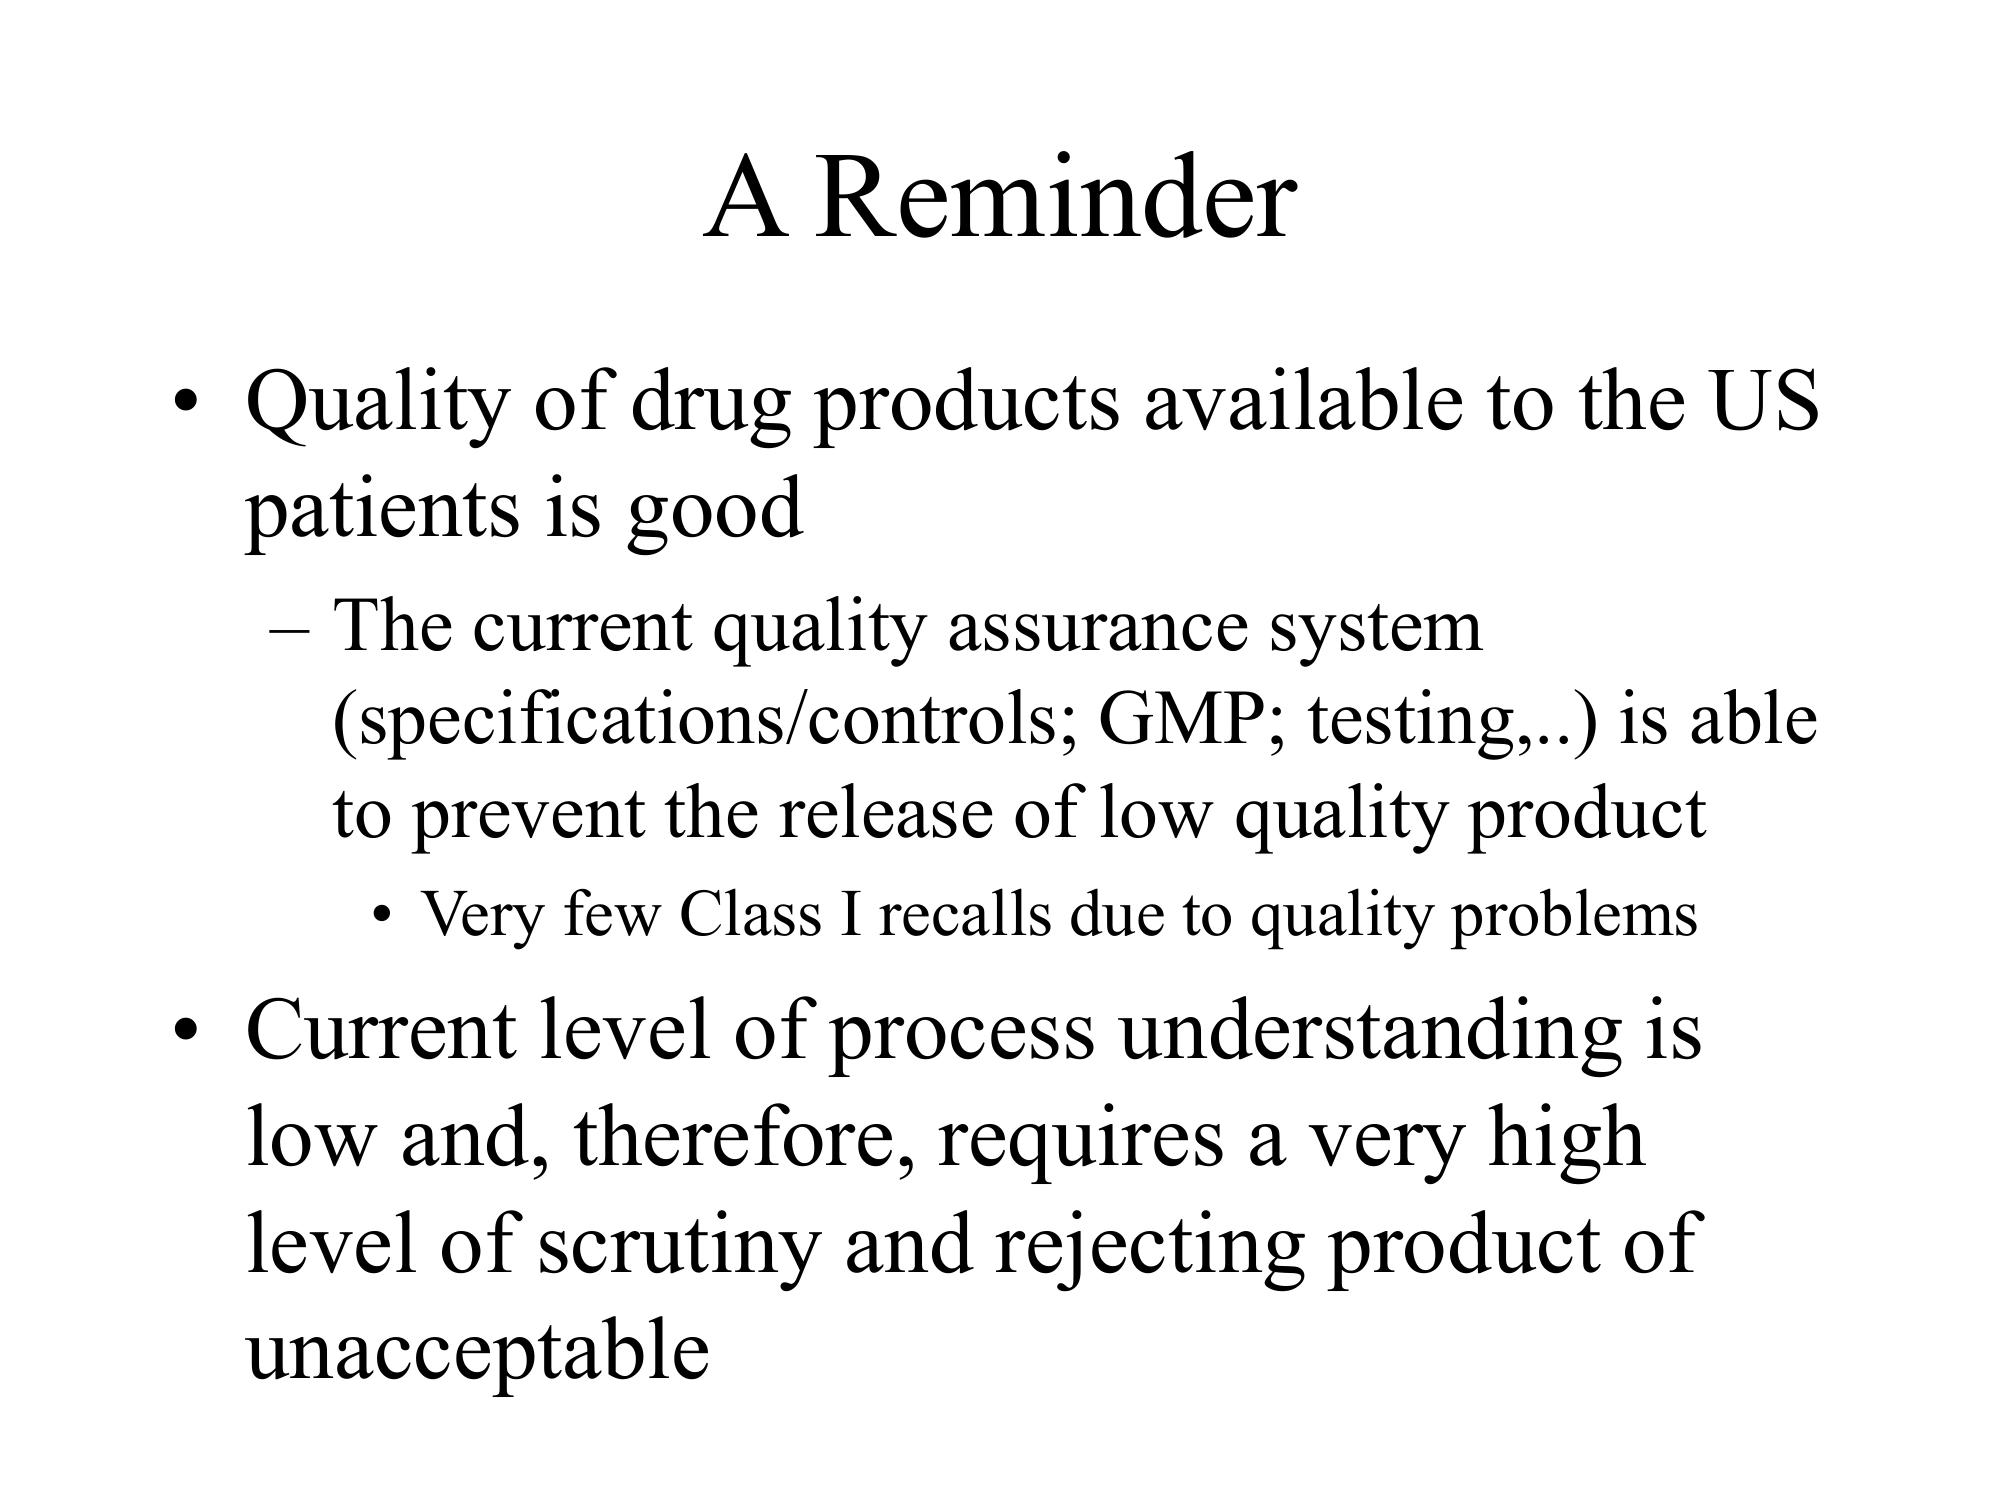 A Reminder
• Quality of drug products available to the US
patients is good
– The current quality assurance system
(specifications/controls; GMP; testing,..) is able
to prevent the release of low quality product
• Very few Class I recalls due to quality problems
• Current level of process understanding is
low and, therefore, requires a very high
level of scrutiny and rejecting product of
unacceptable